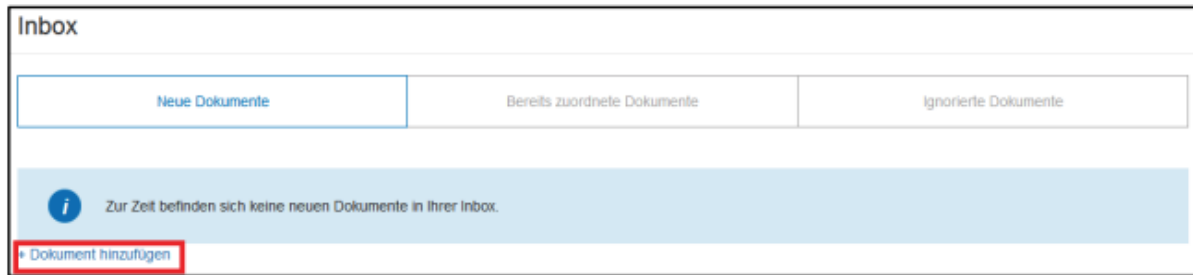 Inbox
Neue Dokumente
Bereits zuordnete Dokumente
Ignorierte Dokumente
i
Zur Zeit befinden sich keine neuen Dokumente in Ihrer Inbox.
+ Dokument hinzufügen